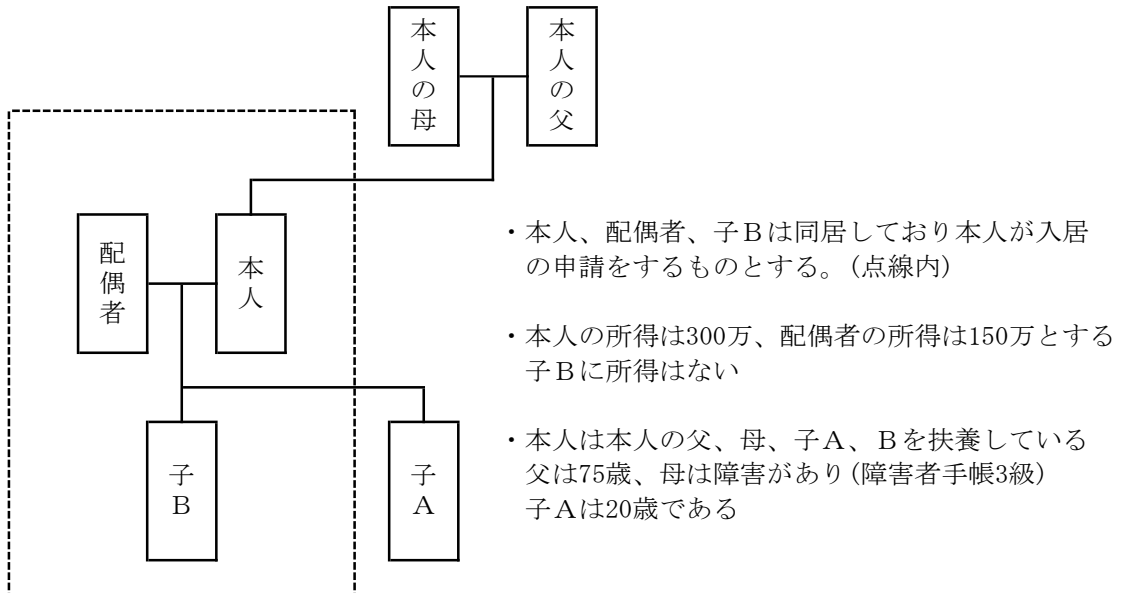 本人の母
本人の父
配偶者
本人
子Ｂ
子Ａ
・本人、配偶者、子Ｂは同居しており本人が入居
の申請をするものとする。(点線内)
・本人の所得は300万、配偶者の所得は150万とする
子Ｂに所得はない
・本人は本人の父、母、子Ａ、Ｂを扶養している
父は75歳、母は障害があり(障害者手帳3級)
子Ａは20歳である